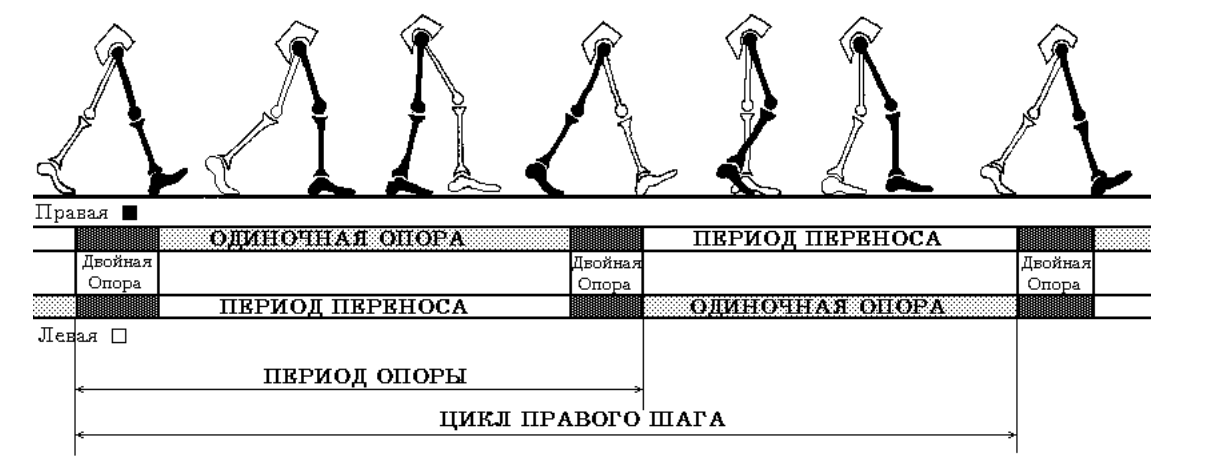 Правая
ОДИНОЧНАЯ ОПОРА ПЕРИОД ПЕРЕНОСА
Двойная Двойная Двойная
Опора Опора Опора
ПЕРИОД ПЕРЕНОСА ОДИНОЧНАЯ ОПОРА
Левая
ПЕРИОД ОПОРЫ
ЦИКЛ ПРАВОГО ШАГА